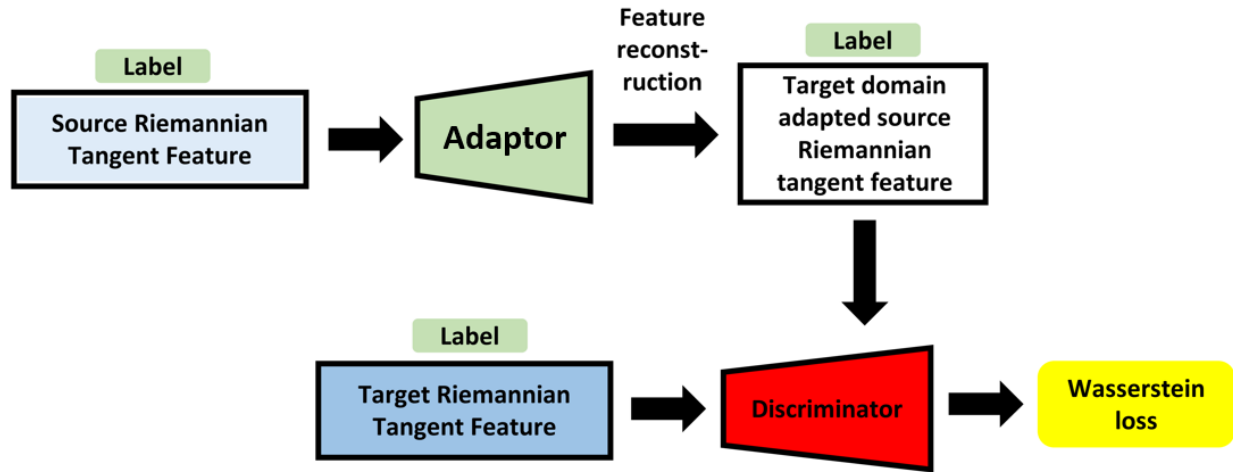 Label
Source Riemannian
Tangent Feature
Adaptor
Feature
reconst-
ruction
Label
Target domain
adapted source
Riemannian
tangent feature
Label
Target Riemannian
Tangent Feature
Discriminator
Wasserstein
loss